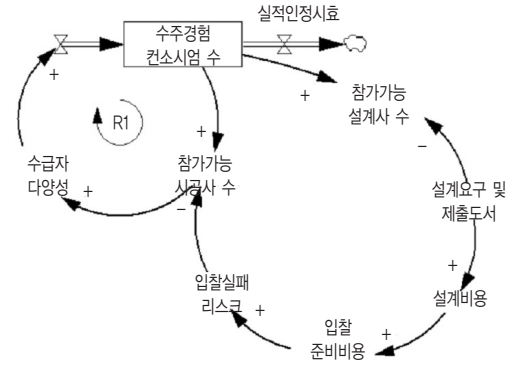 실적인정시효
수주경험
컨소시엄 수
+
R1
+
참가가능
설계사 수
+
수급자
다양성
+
참가가능
시공사 수
−
−
설계요구 및
제출도서
+
설계비용
입찰실패
리스크
+
입찰
준비비용
+